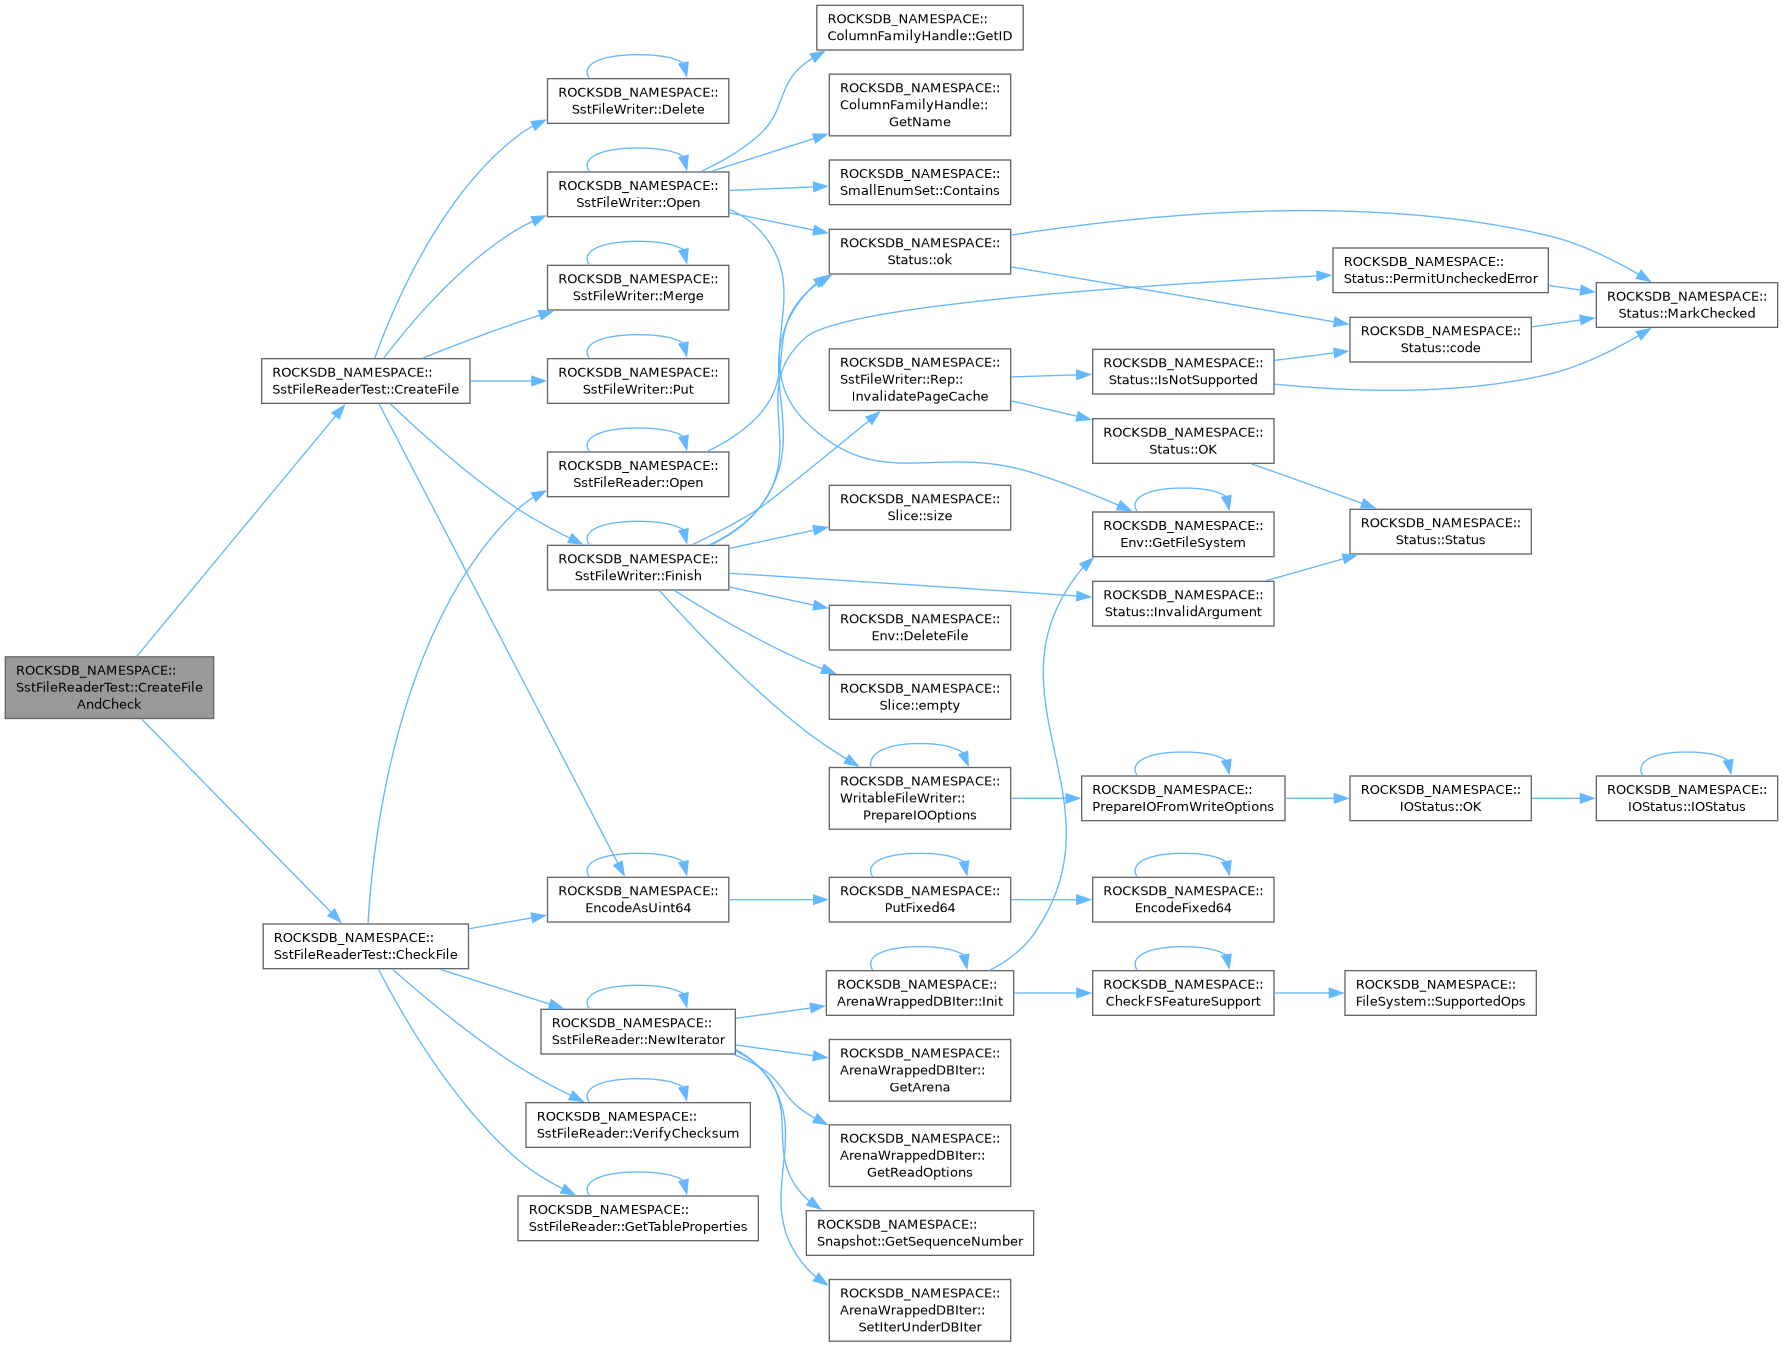 ROCKSDB_NAMESPACE::
SstFileReaderTest::CreateFile
AndCheck
ROCKSDB_NAMESPACE::
SstFileReaderTest::CreateFile
ROCKSDB_NAMESPACE::
SstFileReaderTest::CheckFile
ROCKSDB_NAMESPACE::
SstFileWriter::Delete
ROCKSDB_NAMESPACE::
SstFileWriter::Open
ROCKSDB_NAMESPACE::
SstFileWriter::Merge
ROCKSDB_NAMESPACE::
SstFileWriter::Put
ROCKSDB_NAMESPACE::
SstFileReader::Open
ROCKSDB_NAMESPACE::
SstFileWriter::Finish
ROCKSDB_NAMESPACE::
EncodeAsUint64
ROCKSDB_NAMESPACE::
SstFileReader::NewIterator
ROCKSDB_NAMESPACE::
SstFileReader::VerifyChecksum
ROCKSDB_NAMESPACE::
SstFileReader::GetTableProperties
ROCKSDB_NAMESPACE::
ColumnFamilyHandle::GetID
ROCKSDB_NAMESPACE::
ColumnFamilyHandle::
GetName
ROCKSDB_NAMESPACE::
SmallEnumSet::Contains
ROCKSDB_NAMESPACE::
Status::ok
ROCKSDB_NAMESPACE::
SstFileWriter::Rep::
InvalidatePageCache
ROCKSDB_NAMESPACE::
Slice::size
ROCKSDB_NAMESPACE::
Env::DeleteFile
ROCKSDB_NAMESPACE::
Slice::empty
ROCKSDB_NAMESPACE::
WritableFileWriter::
PrepareIOOptions
ROCKSDB_NAMESPACE::
PutFixed64
ROCKSDB_NAMESPACE::
ArenaWrappedDBIter::Init
ROCKSDB_NAMESPACE::
ArenaWrappedDBIter::
GetArena
ROCKSDB_NAMESPACE::
ArenaWrappedDBIter::
GetReadOptions
ROCKSDB_NAMESPACE::
Snapshot::GetSequenceNumber
ROCKSDB_NAMESPACE::
ArenaWrappedDBIter::
SetIterUnderDBIter
ROCKSDB_NAMESPACE::
Status::IsNotSupported
ROCKSDB_NAMESPACE::
Status::OK
ROCKSDB_NAMESPACE::
Env::GetFileSystem
ROCKSDB_NAMESPACE::
Status::InvalidArgument
ROCKSDB_NAMESPACE::
PrepareIOFromWriteOptions
ROCKSDB_NAMESPACE::
EncodeFixed64
ROCKSDB_NAMESPACE::
CheckFSFeatureSupport
ROCKSDB_NAMESPACE::
Status::PermitUncheckedError
ROCKSDB_NAMESPACE::
Status::code
ROCKSDB_NAMESPACE::
Status::Status
ROCKSDB_NAMESPACE::
IOStatus::OK
ROCKSDB_NAMESPACE::
FileSystem::SupportedOps
ROCKSDB_NAMESPACE::
Status::MarkChecked
ROCKSDB_NAMESPACE::
IOStatus::IOStatus